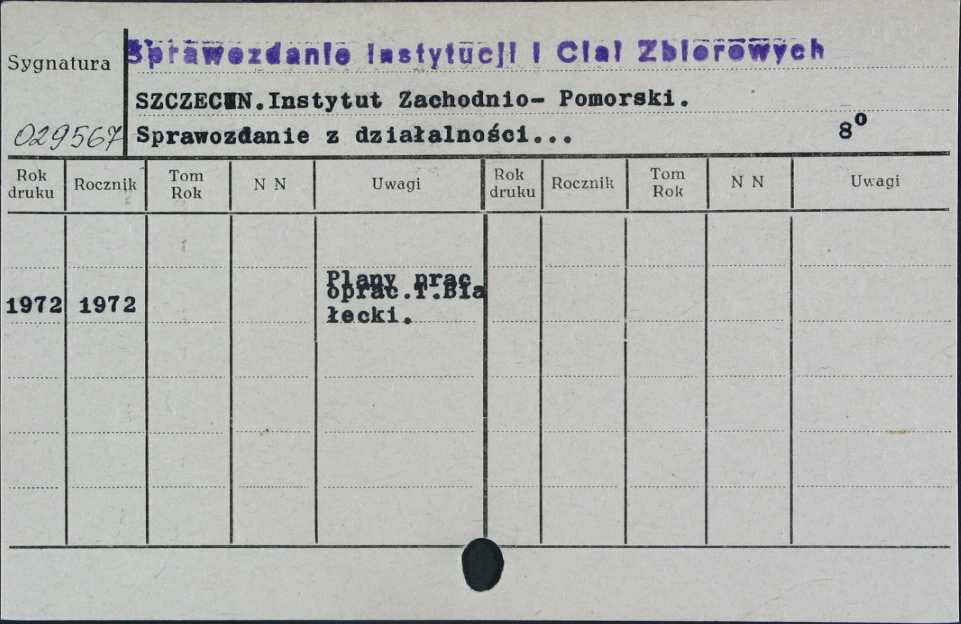 Sprawozdanie Instytucji i Ciał Zbiorowych
Sygnatura
SZCZECIN.Instytut Zachodnio- Pomorski.
029567 Sprawozdanie z działalności... 8º
Rok druku Rocznik Tom Rok N N Uwagi Rok druku Rocznik Tom Rok N N Uwagi
Plany prac
1972 1972 oprac.T.Bia
łecki.